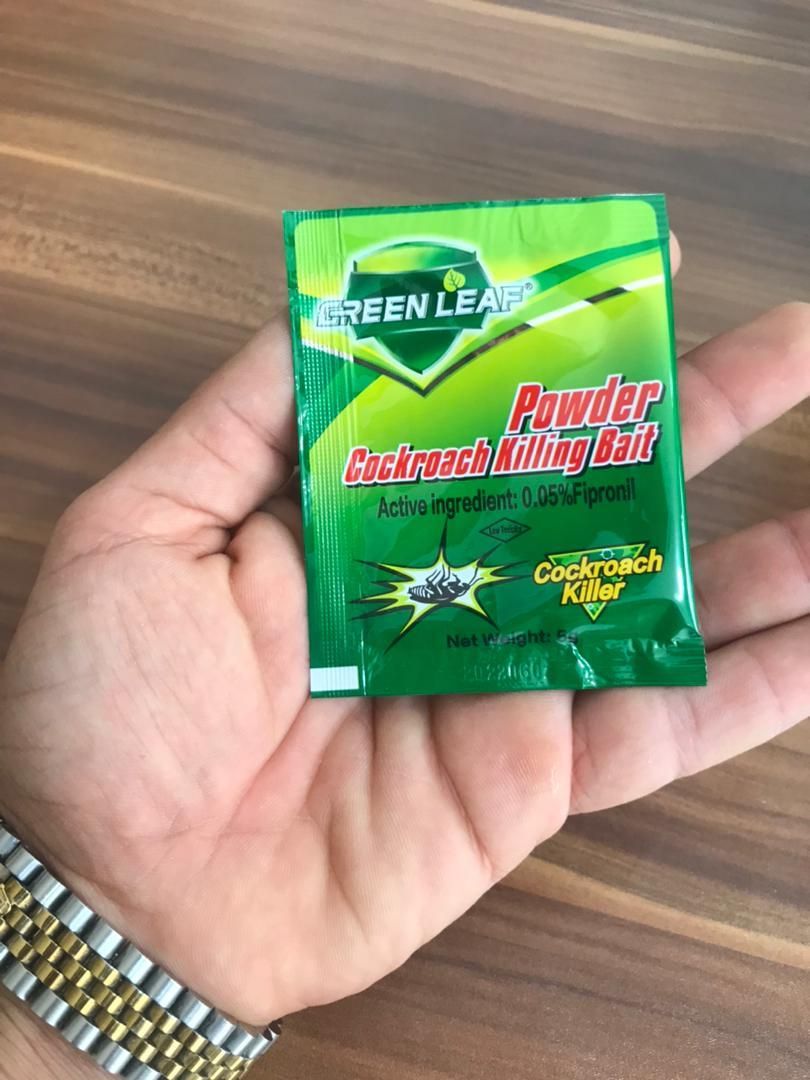 GREEN LEAF®
Powder
Cockroach Killing Bait
Active ingredient: 0.05%Fipronil
Low Toxicity
Cockroach
Killer
Net Weight: 5g